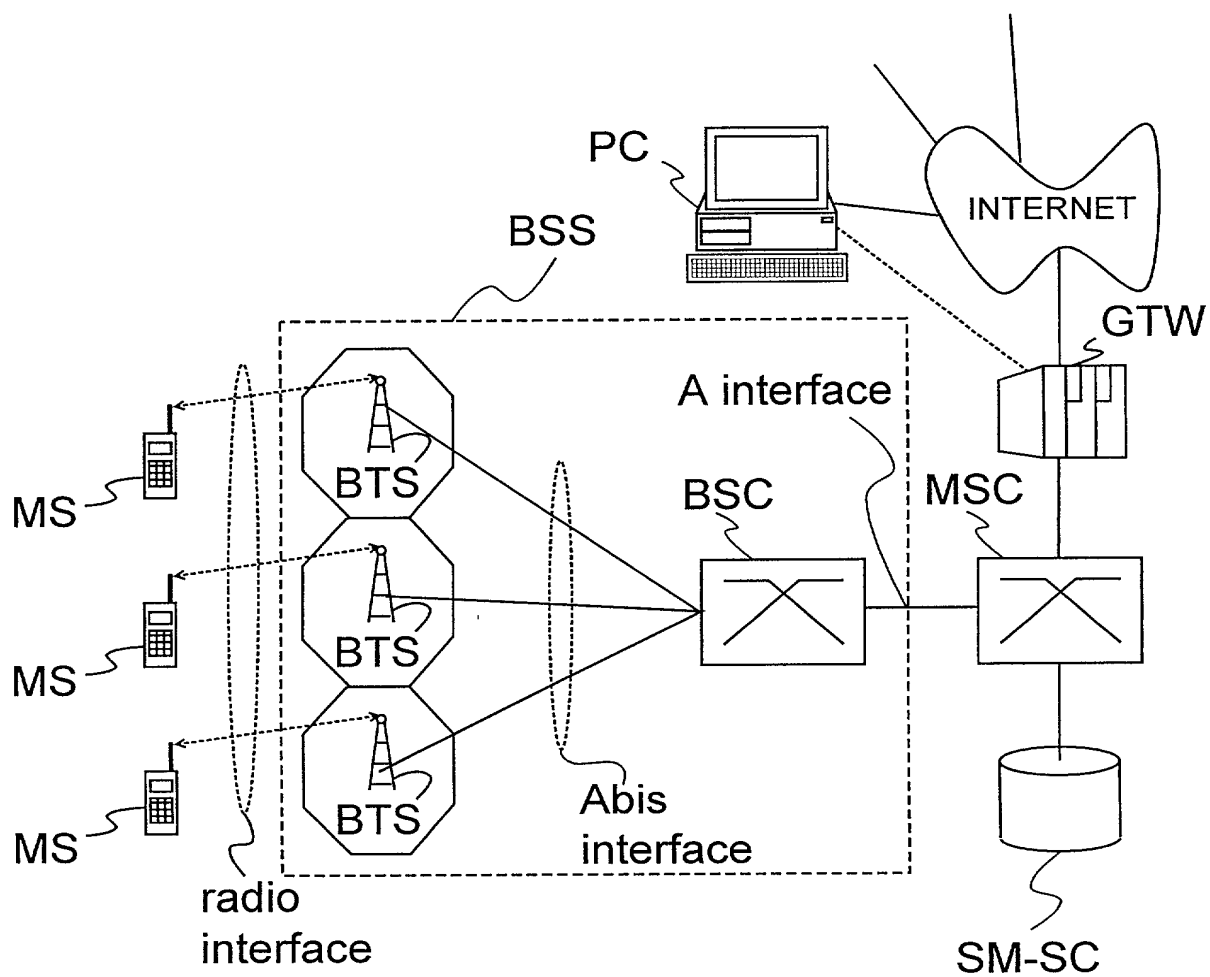 PC
INTERNET
BSS
GTW
A interface
BTS
BSC
MSC
MS
BTS
MS
BTS
Abis
interface
MS
radio
interface
SM-SC